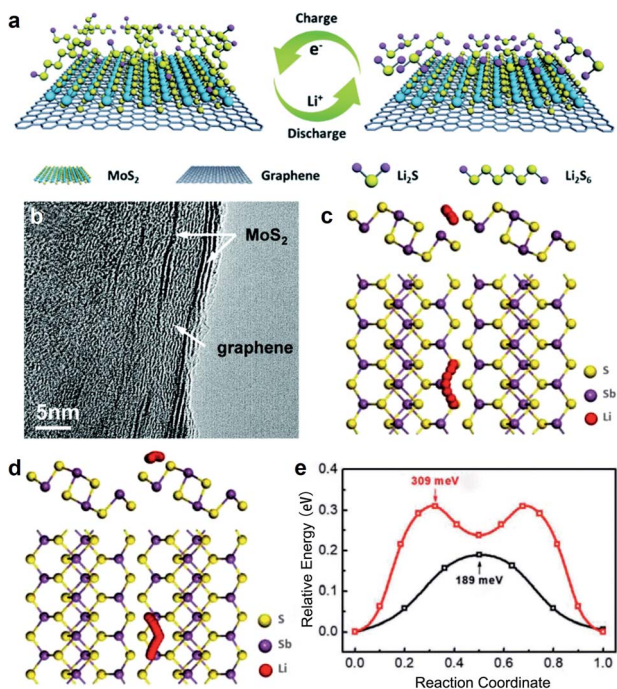 a
Charge
e-
Li+
Discharge
MoS2
Graphene
Li2S
Li2S6
b
MoS2
graphene
5nm
c
S
Sb
Li
d
S
Sb
Li
e
Relative Energy (eV)
0.4
0.3
0.2
0.1
0.0
309 meV
189 meV
0.0 0.2 0.4 0.6 0.8 1.0
Reaction Coordinate